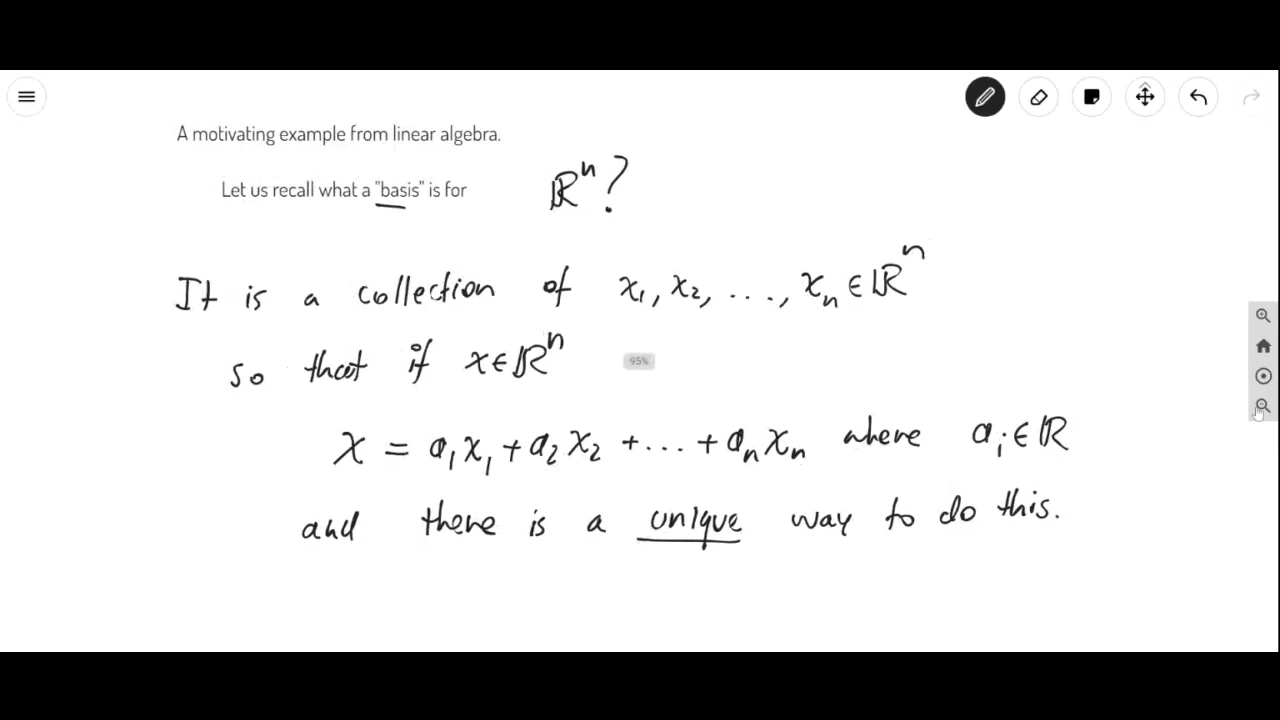 A motivating example from linear algebra.
Let us recall what a "basis" is for ℝⁿ?
It is a collection of x₁, x₂, ...., xₙ ∈ ℝⁿ
so that if x ∈ ℝⁿ
95%
x = a₁x₁ + a₂x₂ + ... + aₙxₙ where aᵢ ∈ ℝ
and there is a unique way to do this.